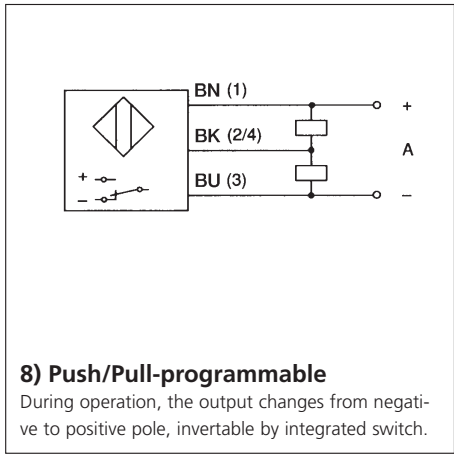 BN (1)
+
BK (2/4)
A
+
BU (3)
–
–
8) Push/Pull-programmable
During operation, the output changes from negati-
ve to positive pole, invertable by integrated switch.